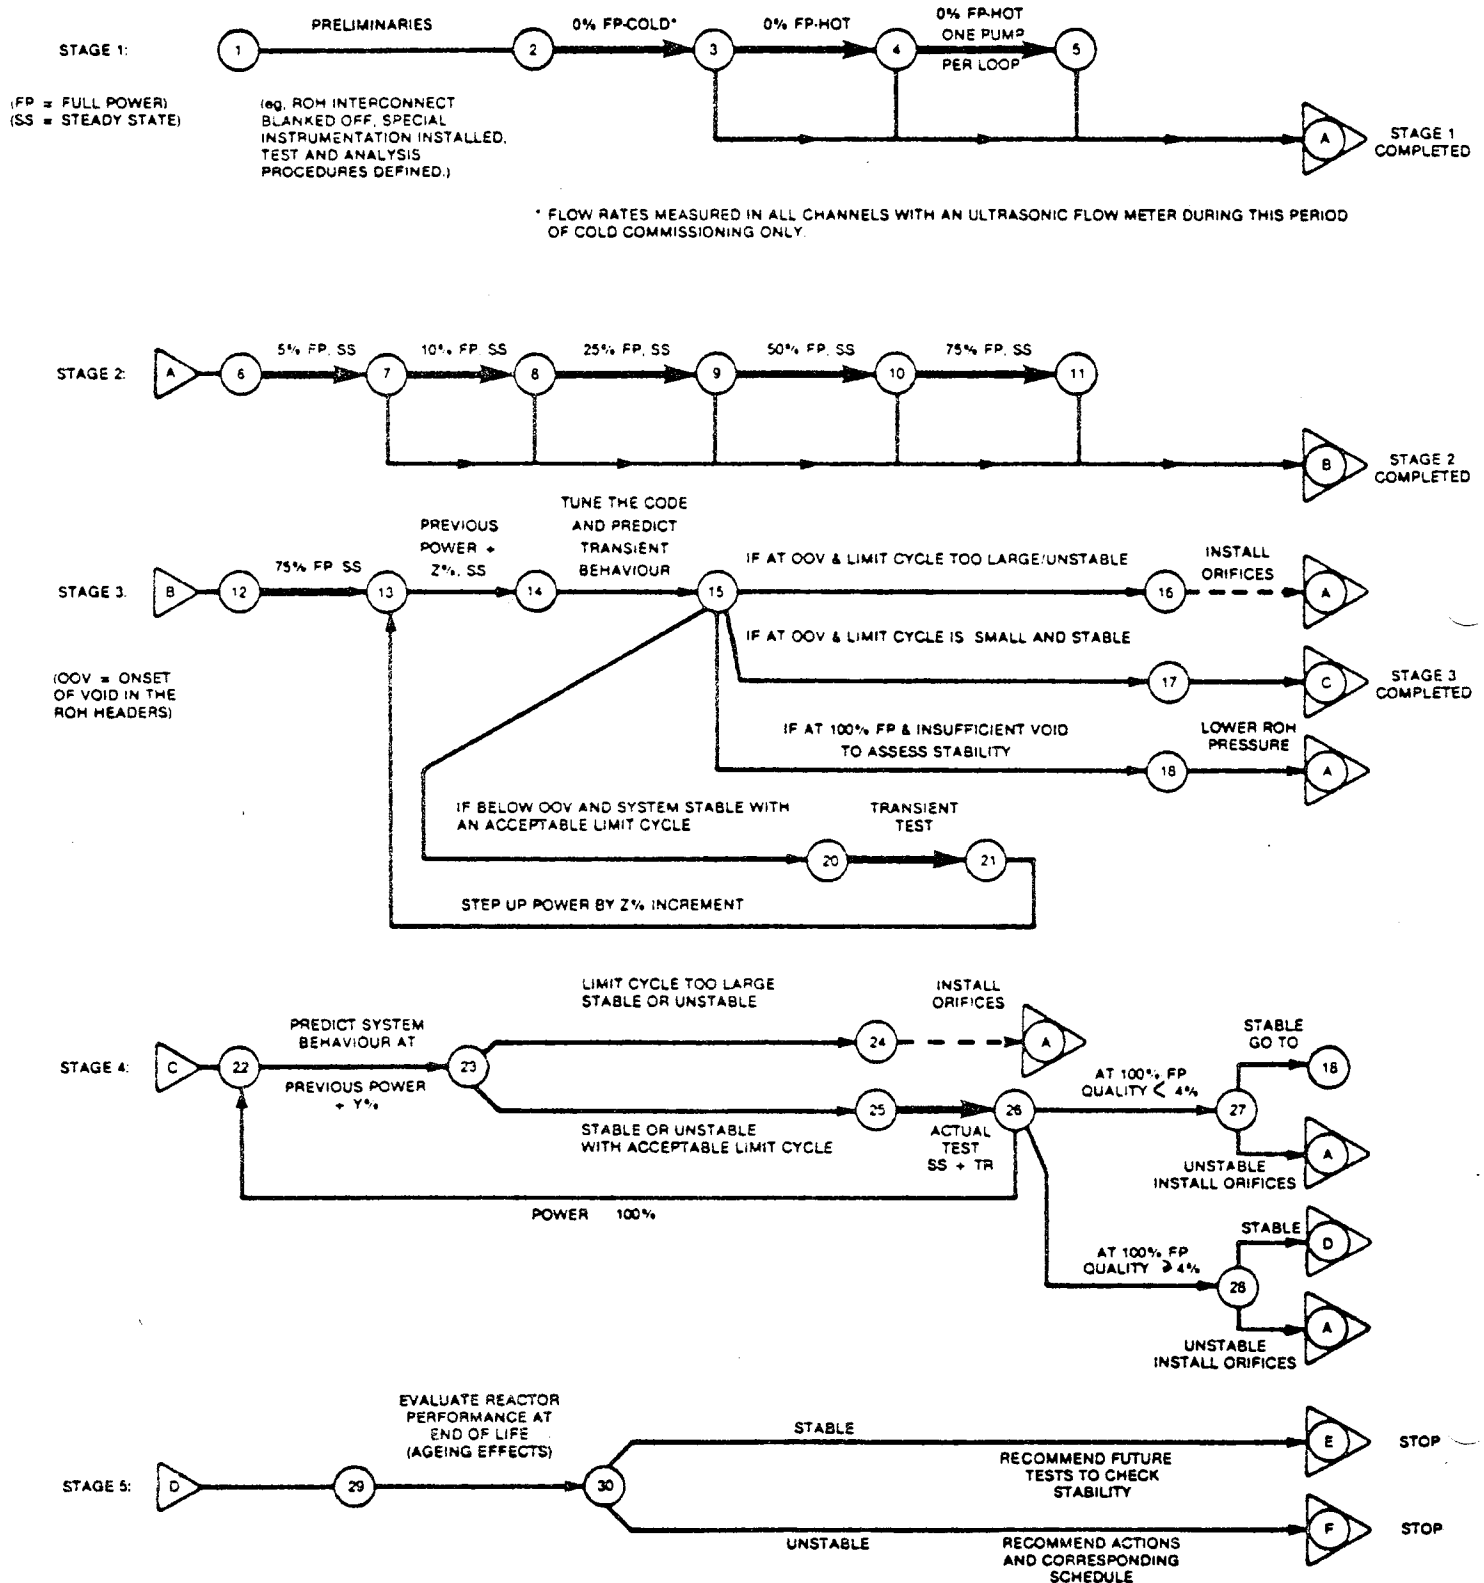 STAGE 1:
1
PRELIMINARIES
2
0% FP-COLD*
3
0% FP-HOT
4
0% FP-HOT
ONE PUMP
PER LOOP
5
(FP = FULL POWER)
(SS = STEADY STATE)
(eg, ROH INTERCONNECT
BLANKED OFF, SPECIAL
INSTRUMENTATION INSTALLED,
TEST AND ANALYSIS
PROCEDURES DEFINED.)
A
STAGE 1
COMPLETED
* FLOW RATES MEASURED IN ALL CHANNELS WITH AN ULTRASONIC FLOW METER DURING THIS PERIOD
OF COLD COMMISSIONING ONLY.
STAGE 2:
A
6
5% FP, SS
7
10% FP, SS
8
25% FP, SS
9
50% FP, SS
10
75% FP, SS
11
B
STAGE 2
COMPLETED
STAGE 3.
B
12
75% FP SS
13
PREVIOUS
POWER +
Z%, SS
14
TUNE THE CODE
AND PREDICT
TRANSIENT
BEHAVIOUR
15
IF AT OOV & LIMIT CYCLE TOO LARGE/UNSTABLE
16
INSTALL
ORIFICES
A
IF AT OOV & LIMIT CYCLE IS SMALL AND STABLE
17
C
STAGE 3
COMPLETED
(OOV = ONSET
OF VOID IN THE
ROH HEADERS)
IF AT 100% FP & INSUFFICIENT VOID
TO ASSESS STABILITY
18
LOWER ROH
PRESSURE
A
IF BELOW OOV AND SYSTEM STABLE WITH
AN ACCEPTABLE LIMIT CYCLE
20
TRANSIENT
TEST
21
STEP UP POWER BY Z% INCREMENT
STAGE 4:
C
22
PREDICT SYSTEM
BEHAVIOUR AT
PREVIOUS POWER
+ Y%
23
LIMIT CYCLE TOO LARGE
STABLE OR UNSTABLE
24
INSTALL
ORIFICES
A
STABLE OR UNSTABLE
WITH ACCEPTABLE LIMIT CYCLE
25
ACTUAL
TEST
SS + TR
26
AT 100% FP
QUALITY < 4%
27
STABLE
GO TO
18
A
UNSTABLE
INSTALL ORIFICES
POWER 100%
AT 100% FP
QUALITY ⩾ 4%
28
STABLE
D
A
UNSTABLE
INSTALL ORIFICES
STAGE 5:
D
29
EVALUATE REACTOR
PERFORMANCE AT
END OF LIFE
(AGEING EFFECTS)
30
STABLE
RECOMMEND FUTURE
TESTS TO CHECK
STABILITY
E
STOP
UNSTABLE
RECOMMEND ACTIONS
AND CORRESPONDING
SCHEDULE
F
STOP